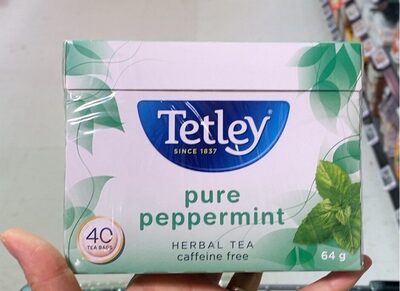 Tetley
SINCE 1837
pure
peppermint
HERBAL TEA
caffeine free
40
TEA BAGS
64 g